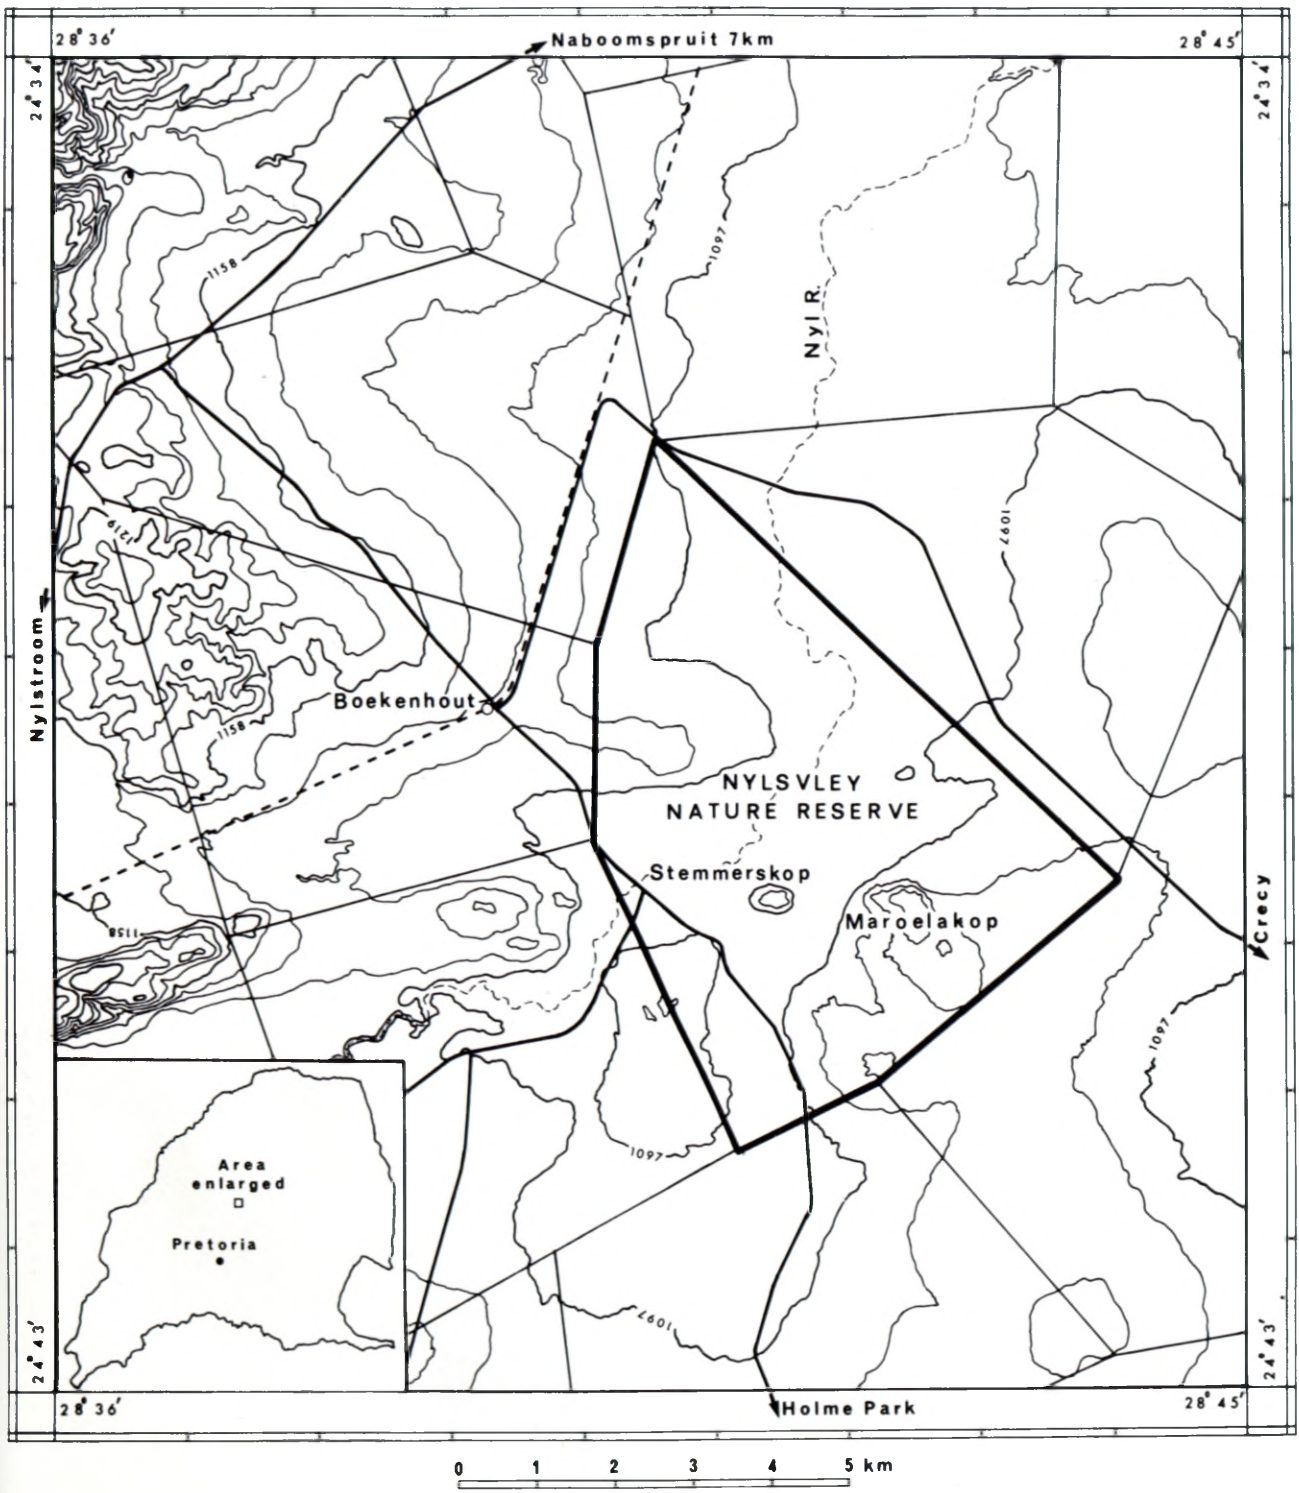 28° 36′
Naboomspruit 7km
28° 45′
24° 34′
24° 34′
1097
1158
Nyl R.
1219
1097
Nylstroom
Boekenhout
1158
NYLSVLEY
NATURE RESERVE
Stemmerskop
Maroelakop
Crecy
1158
1097
1097
Area
enlarged
Pretoria
1097
24° 43′
24° 43′
28° 36′
Holme Park
28° 45′
0 1 2 3 4 5 km